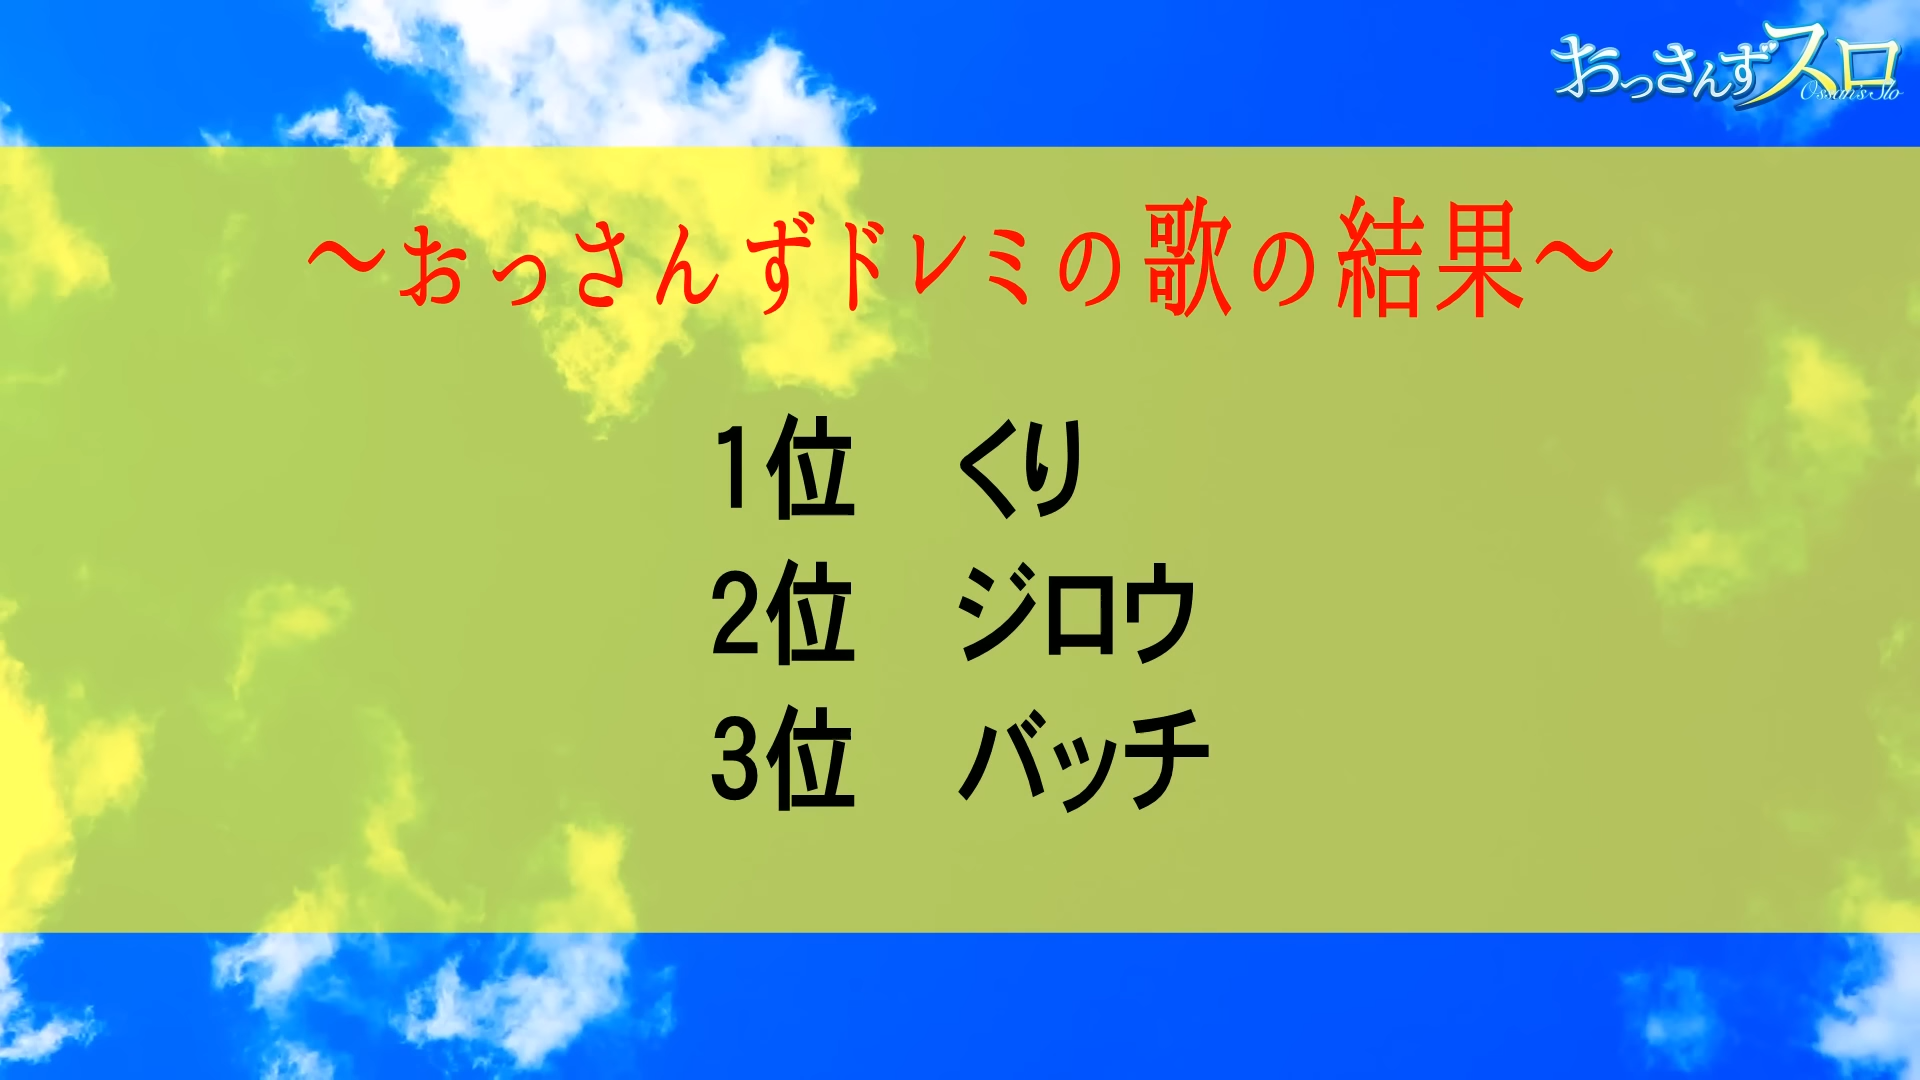 おっさんずスロ
Ossan's Slo
～おっさんずドレミの歌の結果～
1位　くり
2位　ジロウ
3位　バッチ